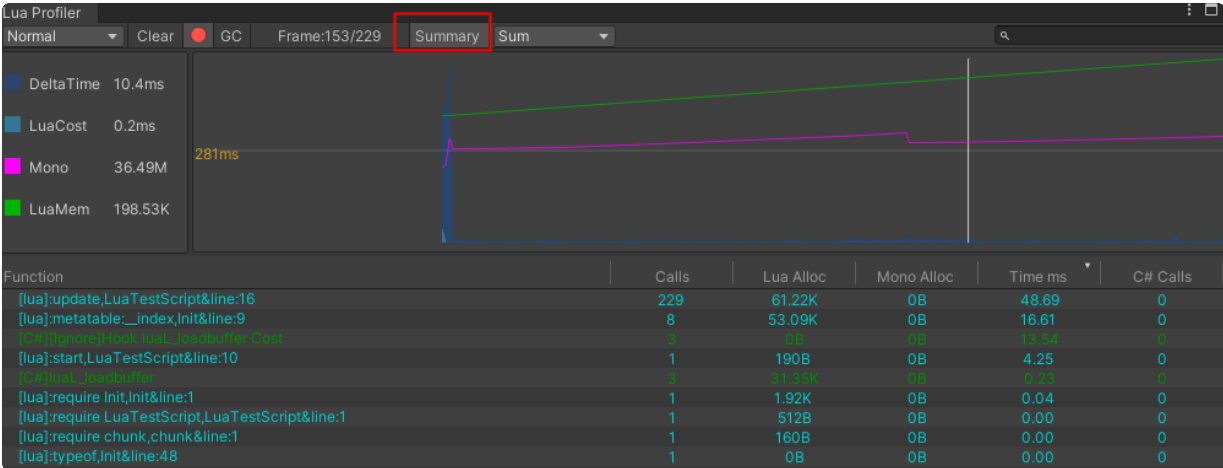 Lua Profiler
Normal Clear GC Frame:153/229 Summary Sum
DeltaTime 10.4ms
LuaCost 0.2ms
281ms
Mono 36.49M
LuaMem 198.53K
Function Calls Lua Alloc Mono Alloc Time ms C# Calls
[lua]:update,LuaTestScript&line:16 229 61.22K 0B 48.69 0
[lua]:metatable:__index,Init&line:9 8 53.09K 0B 16.61 0
[C#][Ignore]Hook luaL_loadbuffer Cost 3 0B 0B 13.54 0
[lua]:start,LuaTestScript&line:10 1 190B 0B 4.25 0
[C#]luaL_loadbuffer 3 31.35K 0B 0.23 0
[lua]:require Init,Init&line:1 1 1.92K 0B 0.04 0
[lua]:require LuaTestScript,LuaTestScript&line:1 1 512B 0B 0.00 0
[lua]:require chunk,chunk&line:1 1 160B 0B 0.00 0
[lua]:typeof,Init&line:48 1 0B 0B 0.00 0